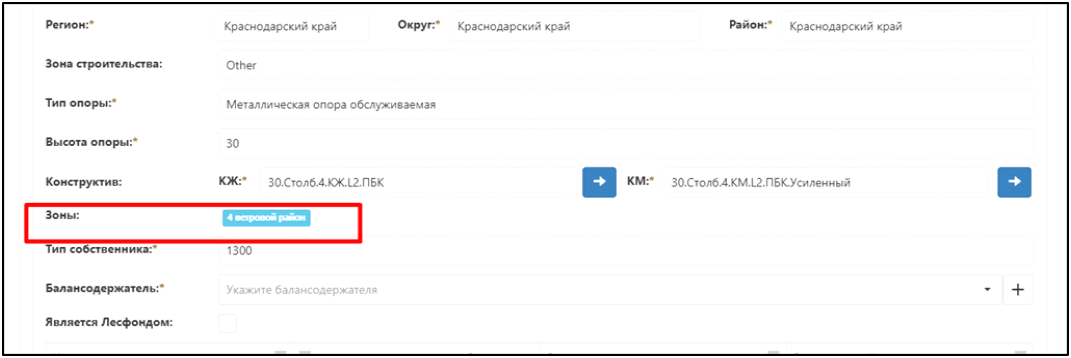 Регион:* Краснодарский край Округ:* Краснодарский край Район:* Краснодарский край
Зона строительства: Other
Тип опоры:* Металлическая опора обслуживаемая
Высота опоры:* 30
Конструктив: КЖ:* 30.Столб.4.КЖ.L2.ПБК КМ:* 30.Столб.4.КМ.L2.ПБК.Усиленный
Зоны: 4 ветровой район
Тип собственника:* 1300
Балансодержатель:* Укажите балансодержателя
Является Лесфондом: